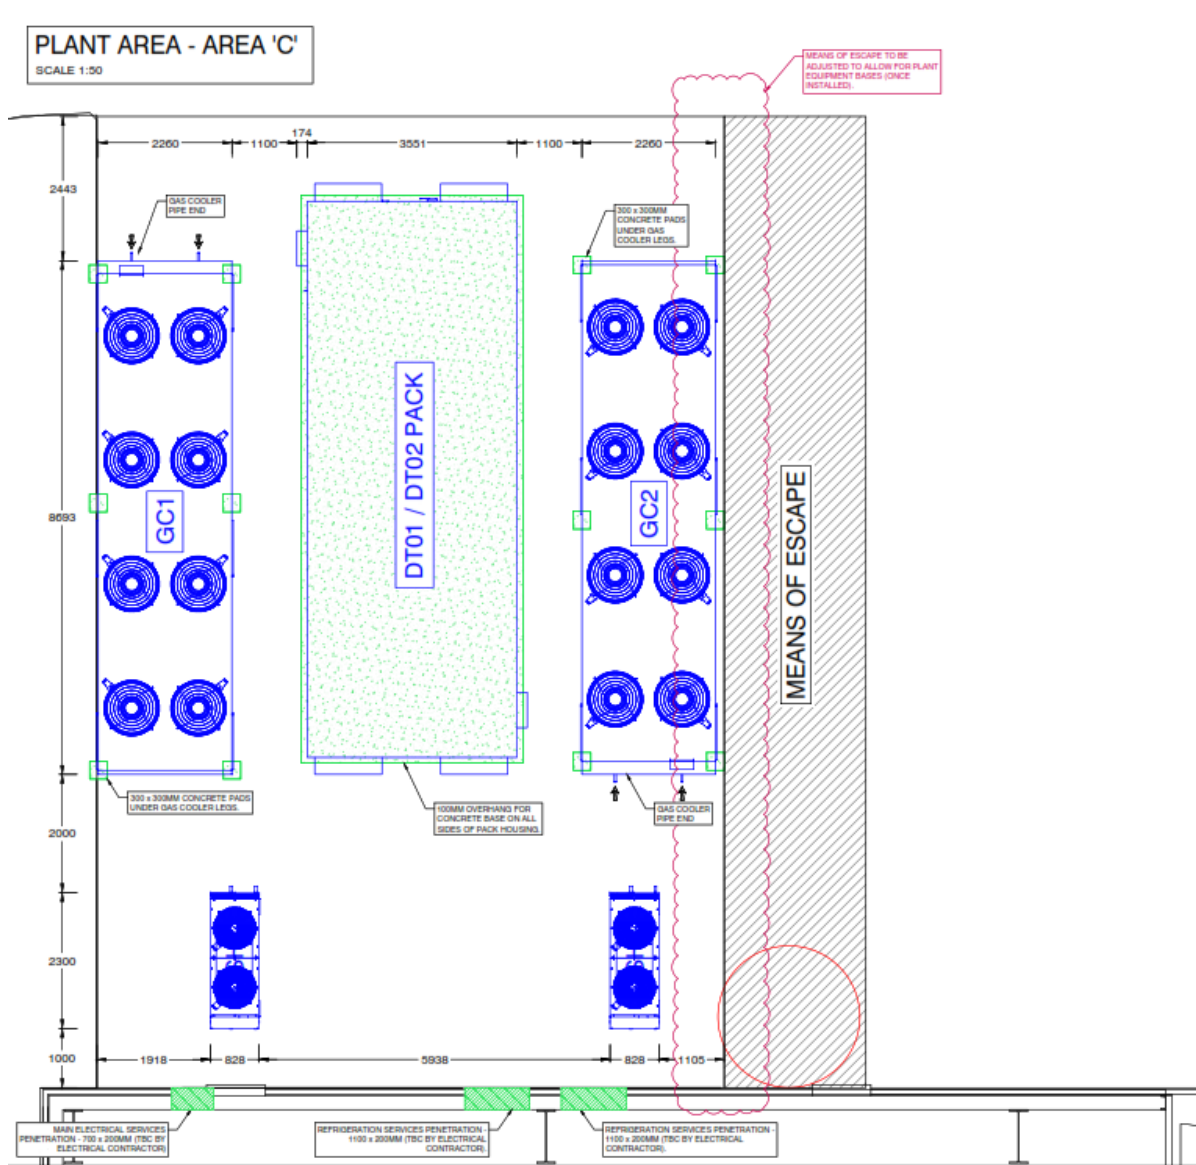 PLANT AREA - AREA 'C'
SCALE 1:50
MEANS OF ESCAPE TO BE
ADJUSTED TO ALLOW FOR PLANT
EQUIPMENT BASES (ONCE
INSTALLED).
174
2260
1100
3551
1100
2260
2443
GAS COOLER
PIPE END
300 x 300MM
CONCRETE PADS
UNDER GAS
COOLER LEGS.
8693
GC1
DT01 / DT02 PACK
GC2
MEANS OF ESCAPE
300 x 300MM CONCRETE PADS
UNDER GAS COOLER LEGS.
100MM OVERHANG FOR
CONCRETE BASE ON ALL
SIDES OF PACK HOUSING.
GAS COOLER
PIPE END
2000
2300
1000
1918
828
5938
828
1105
MAIN ELECTRICAL SERVICES
PENETRATION - 700 x 200MM (TBC BY
ELECTRICAL CONTRACTOR)
REFRIGERATION SERVICES PENETRATION -
1100 x 200MM (TBC BY ELECTRICAL
CONTRACTOR).
REFRIGERATION SERVICES PENETRATION -
1100 x 200MM (TBC BY ELECTRICAL
CONTRACTOR).